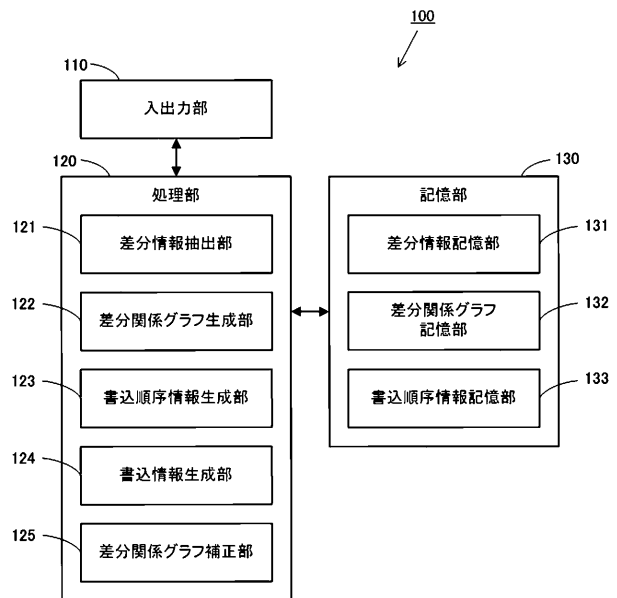 100
110
入出力部
120
処理部
130
記憶部
121
差分情報抽出部
差分情報記憶部
131
122
差分関係グラフ生成部
差分関係グラフ
記憶部
132
123
書込順序情報生成部
書込順序情報記憶部
133
124
書込情報生成部
125
差分関係グラフ補正部